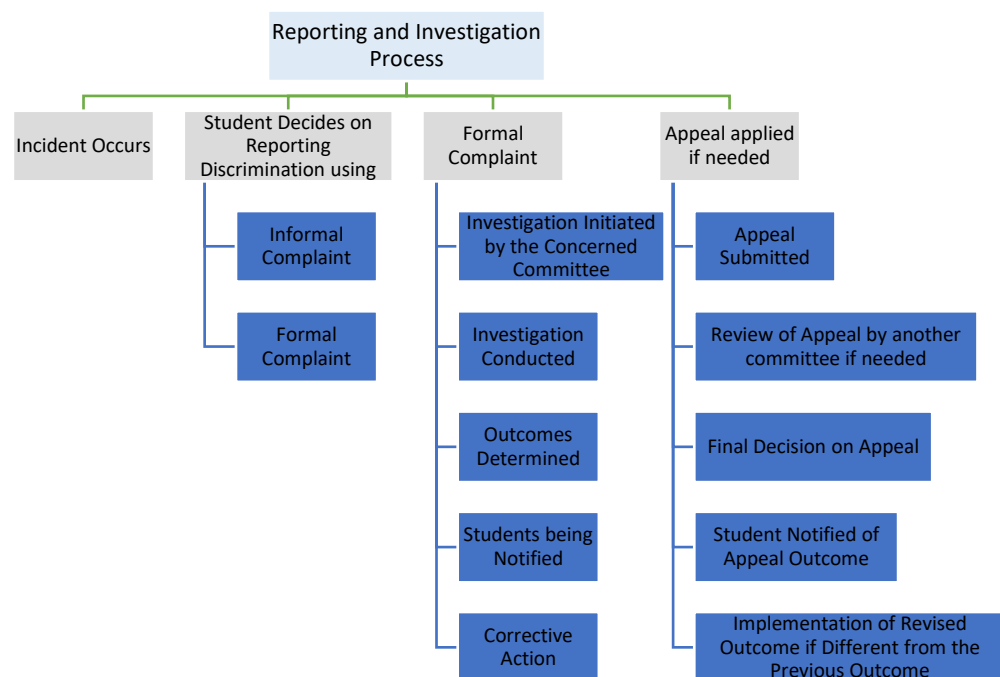 Reporting and Investigation
Process
Incident Occurs
Student Decides on
Reporting
Discrimination using
Informal
Complaint
Formal
Complaint
Formal
Complaint
Investigation Initiated
by the Concerned
Committee
Investigation
Conducted
Outcomes
Determined
Students being
Notified
Corrective
Action
Appeal applied
if needed
Appeal
Submitted
Review of Appeal by another
committee if needed
Final Decision on Appeal
Student Notified of
Appeal Outcome
Implementation of Revised
Outcome if Different from the
Previous Outcome